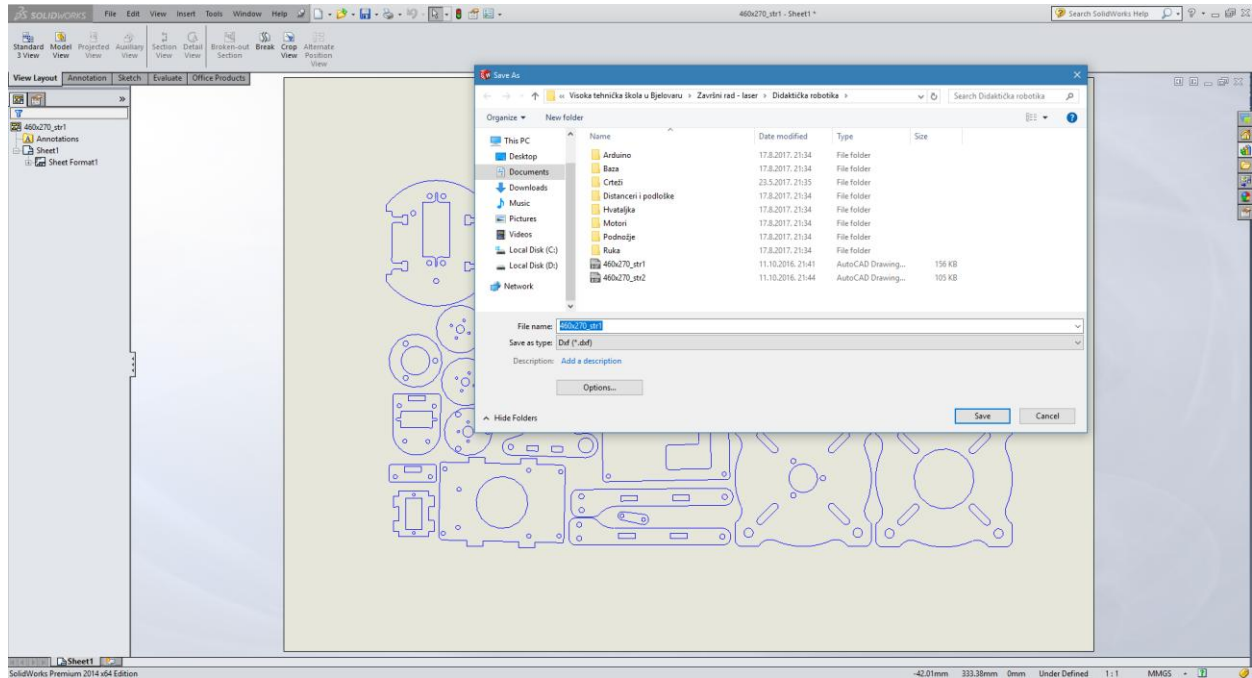 SOLIDWORKS File Edit View Insert Tools Window Help 460x270_str1 - Sheet1 * Search SolidWorks Help
Standard 3 View
Model View
Projected View
Auxiliary View
Section View
Detail View
Broken-out Section
Break
Crop View
Alternate Position View
View Layout Annotation Sketch Evaluate Office Products
460x270_str1
Annotations
Sheet1
Sheet Format1
Save As
« Visoka tehnička škola u Bjelovaru › Završni rad - laser › Didaktička robotika › Search Didaktička robotika
Organize New folder
This PC
Desktop
Documents
Downloads
Music
Pictures
Videos
Local Disk (C:)
Local Disk (D:)
Network
Name Date modified Type Size
Arduino 17.8.2017. 21:34 File folder
Baza 17.8.2017. 21:34 File folder
Crteži 23.5.2017. 21:35 File folder
Distanceri i podloške 17.8.2017. 21:34 File folder
Hvataljka 17.8.2017. 21:34 File folder
Motori 17.8.2017. 21:34 File folder
Podnožje 17.8.2017. 21:34 File folder
Ruka 17.8.2017. 21:34 File folder
460x270_str1 11.10.2016. 21:41 AutoCAD Drawing... 156 KB
460x270_str2 11.10.2016. 21:44 AutoCAD Drawing... 105 KB
File name: 460x270_str1
Save as type: Dxf (*.dxf)
Description: Add a description
Options...
Hide Folders Save Cancel
Sheet1
SolidWorks Premium 2014 x64 Edition -42.01mm 333.38mm 0mm Under Defined 1:1 MMGS